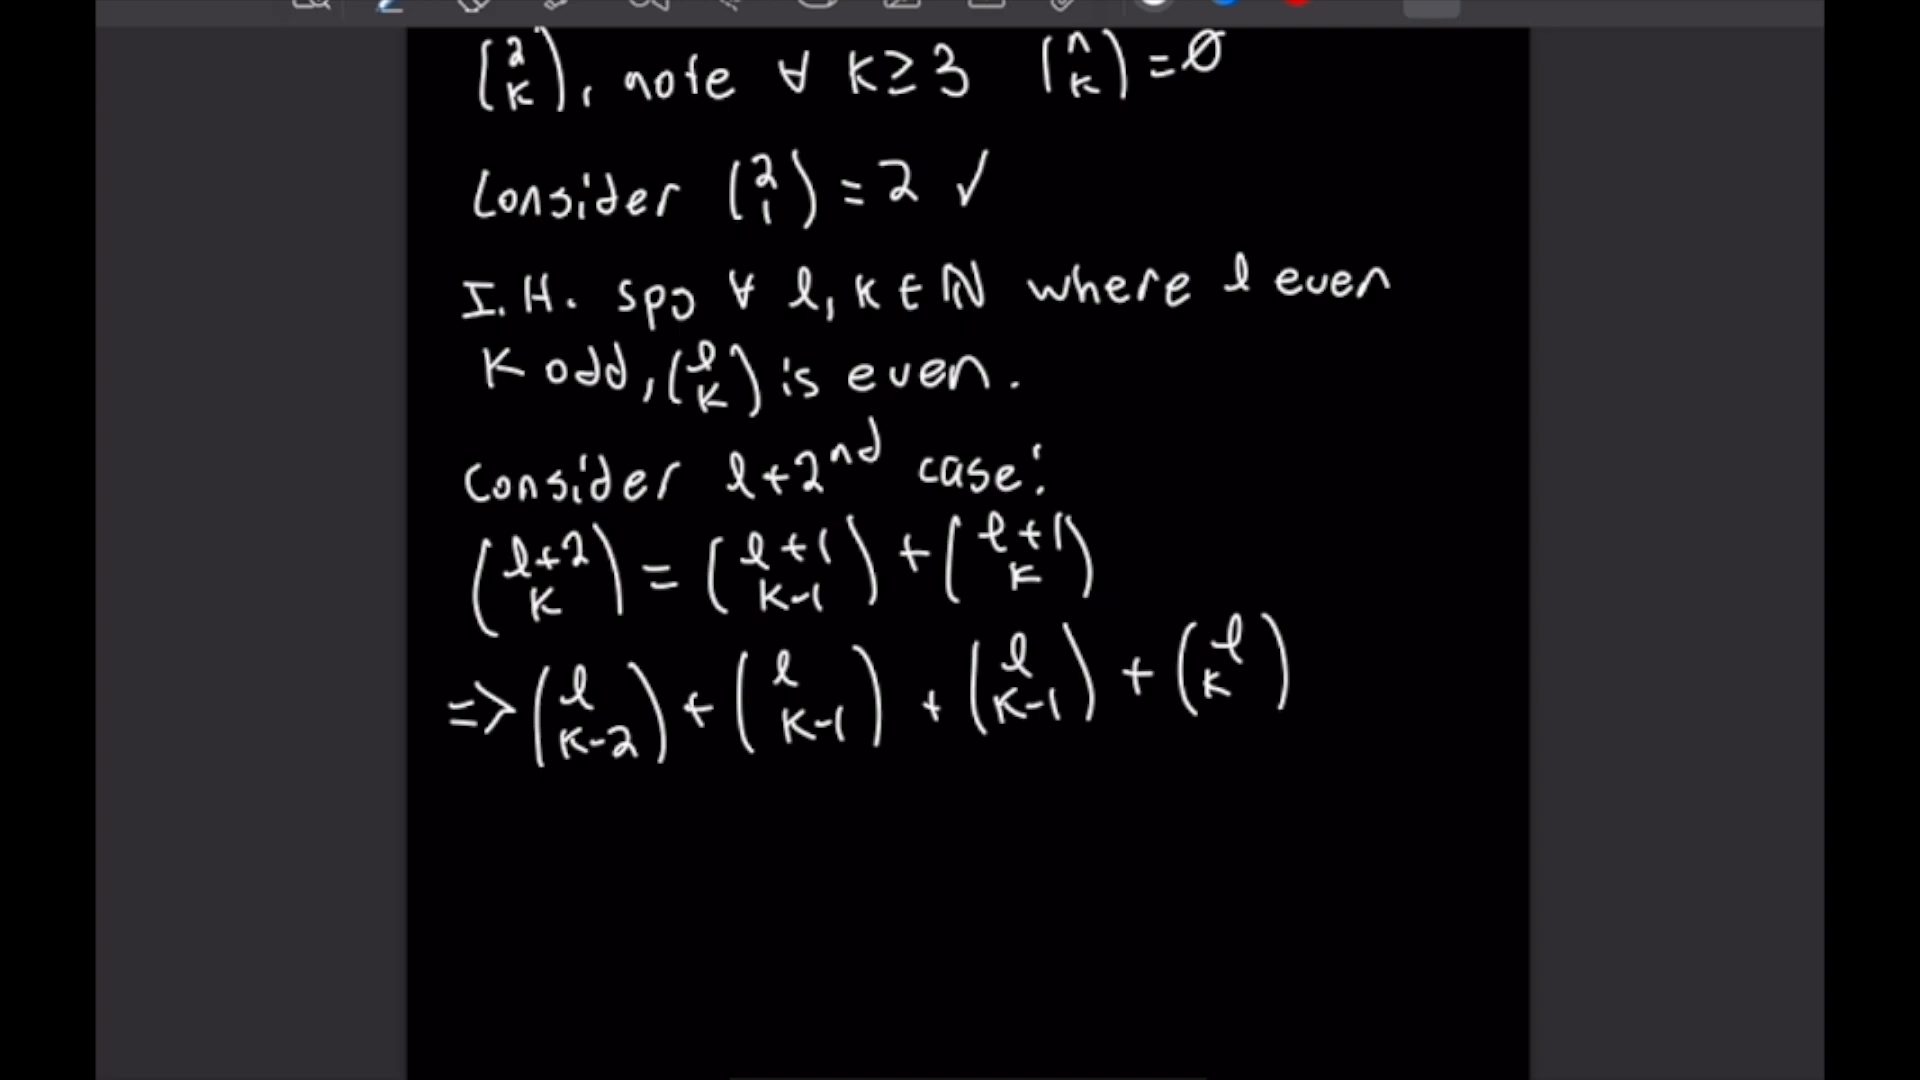 (2 K), note ∀ K ≥ 3 (n K) = Ø
Consider (2 1) = 2 ✓
I.H. spo ∀ l, K ∈ ℕ where l even
K odd, (l K) is even.
Consider l+2nd case:
(l+2 K) = (l+1 K-1) + (l+1 K)
=> (l K-2) + (l K-1) + (l K-1) + (l K)